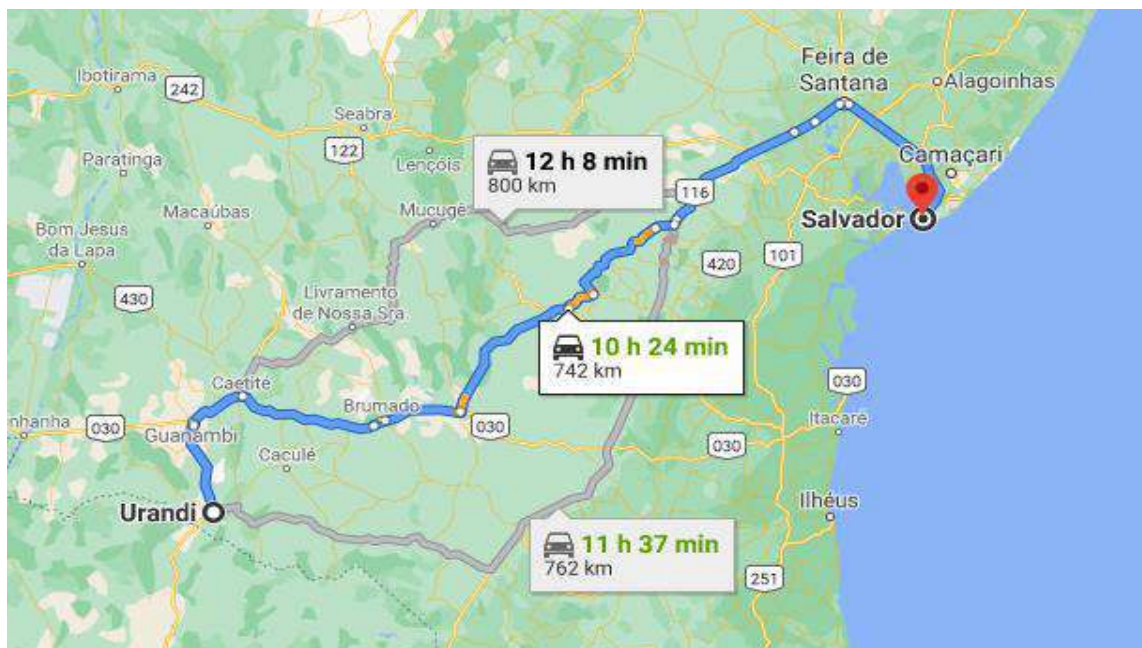 Feira de
Santana
Alagoinhas
Ibotirama
242
Seabra
122
Lençóis
12 h 8 min
800 km
Camaçari
Paratinga
116
Salvador
Macaúbas
Mucugê
Bom Jesus
da Lapa
101
420
430
Livramento
de Nossa Sra.
10 h 24 min
742 km
Caetité
030
Brumado
Itacaré
nhanha
030
Guanambi
030
030
Caculé
Urandi
Ilhéus
11 h 37 min
762 km
251